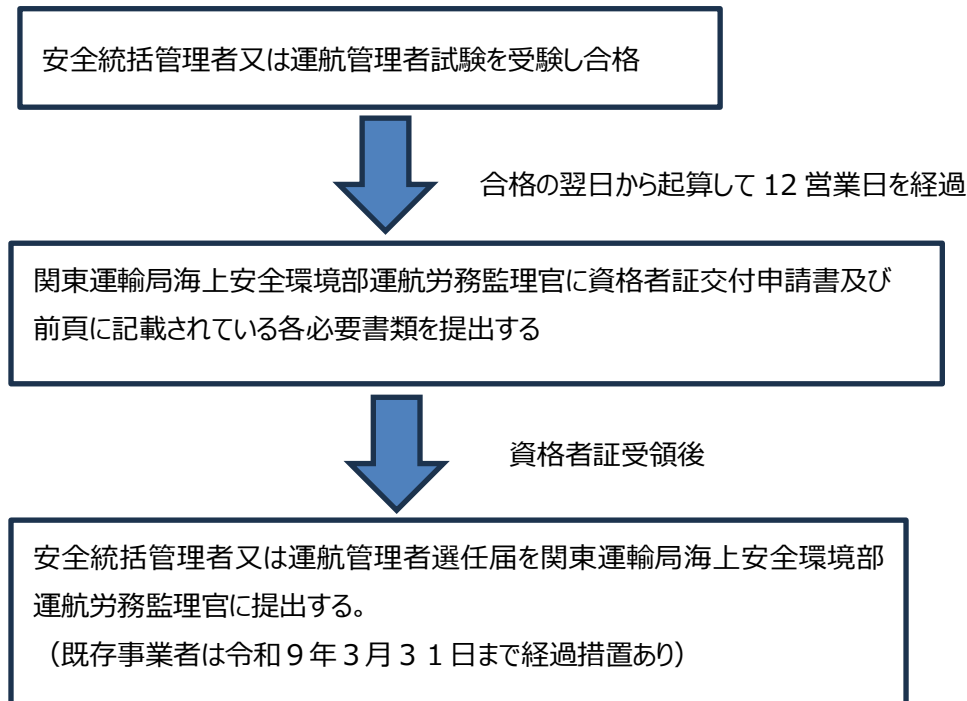 安全統括管理者又は運航管理者試験を受験し合格
合格の翌日から起算して 12 営業日を経過
関東運輸局海上安全環境部運航労務監理官に資格者証交付申請書及び
前頁に記載されている各必要書類を提出する
資格者証受領後
安全統括管理者又は運航管理者選任届を関東運輸局海上安全環境部
運航労務監理官に提出する。
（既存事業者は令和９年３月３１日まで経過措置あり）